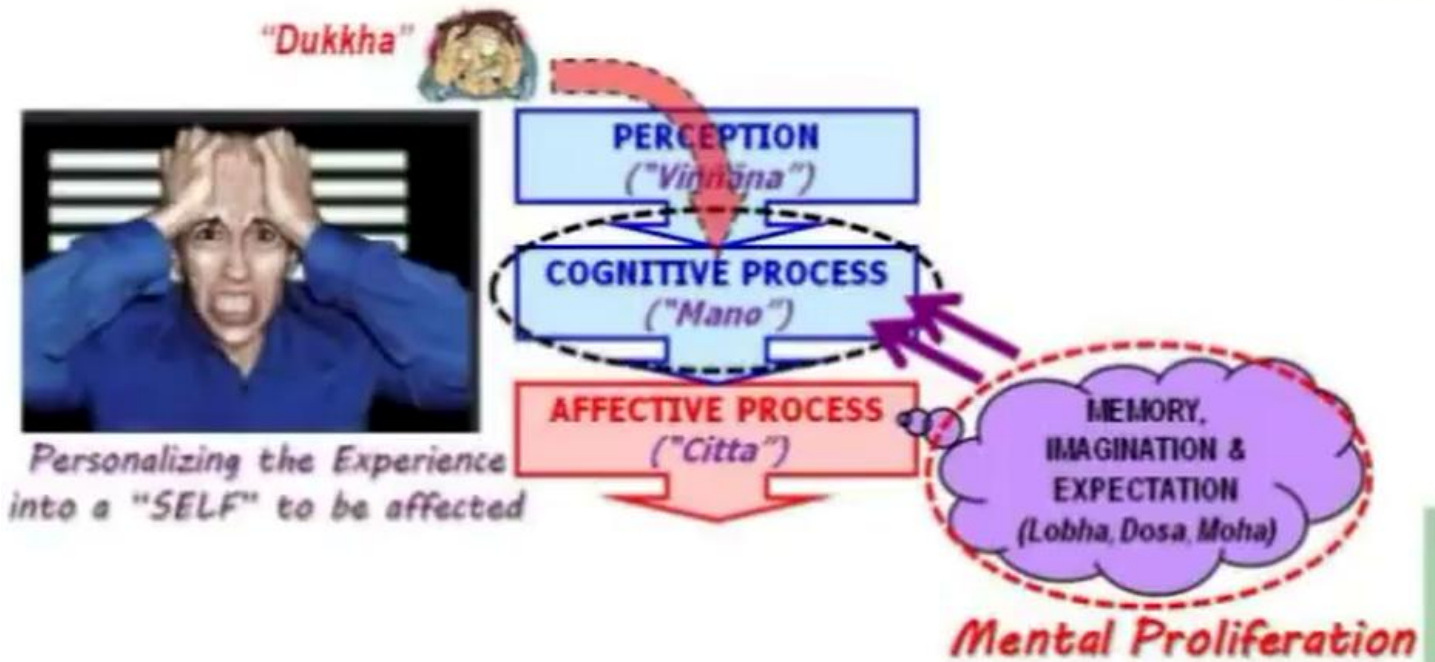 "Dukkha"
PERCEPTION
("Viññāna")
COGNITIVE PROCESS
("Mano")
AFFECTIVE PROCESS
("Citta")
Personalizing the Experience
into a "SELF" to be affected
MEMORY,
IMAGINATION &
EXPECTATION
(Lobha, Dosa, Moha)
Mental Proliferation